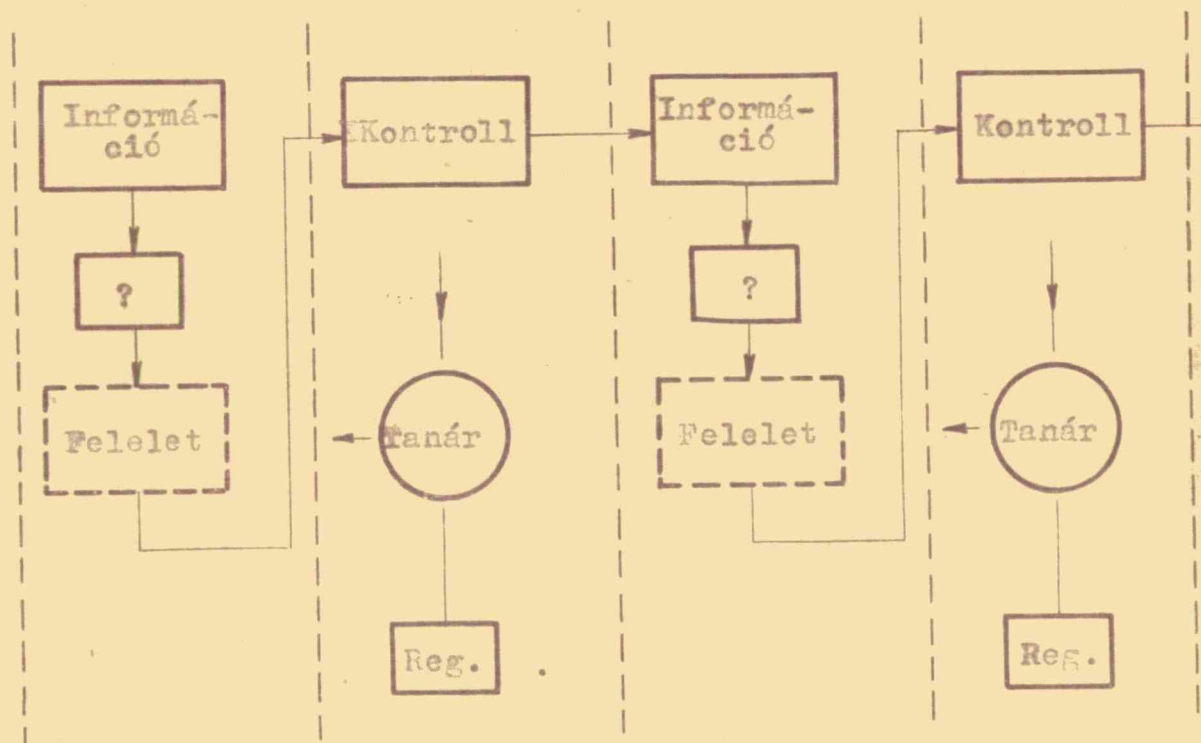 Informá-
ció
?
Felelet
Kontroll
Tanár
Reg.
Informá-
ció
?
Felelet
Kontroll
Tanár
Reg.